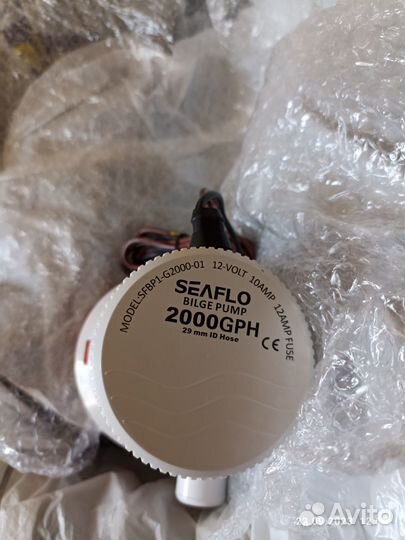 MODEL:SFBP1-G2000-01 12-VOLT 10AMP 12AMP FUSE
SEAFLO
BILGE PUMP
2000GPH
29 mm ID Hose
CE
Avito